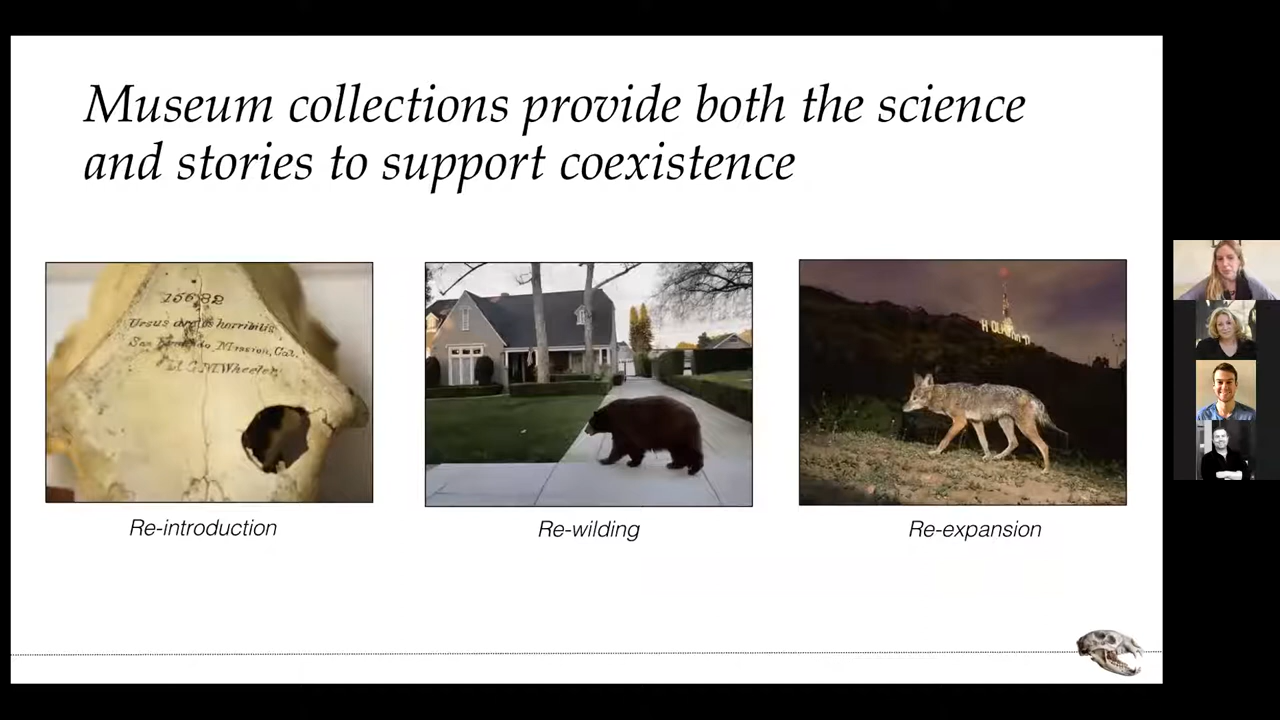 Museum collections provide both the science
and stories to support coexistence
15682
Ursus arctos horribilis
San Fernando Mission, Cal.
Wheeler
HOLLYWOOD
Re-introduction
Re-wilding
Re-expansion